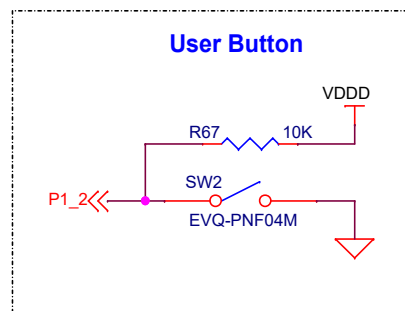 User Button
VDDD
R67 10K
SW2
P1_2
EVQ-PNF04M